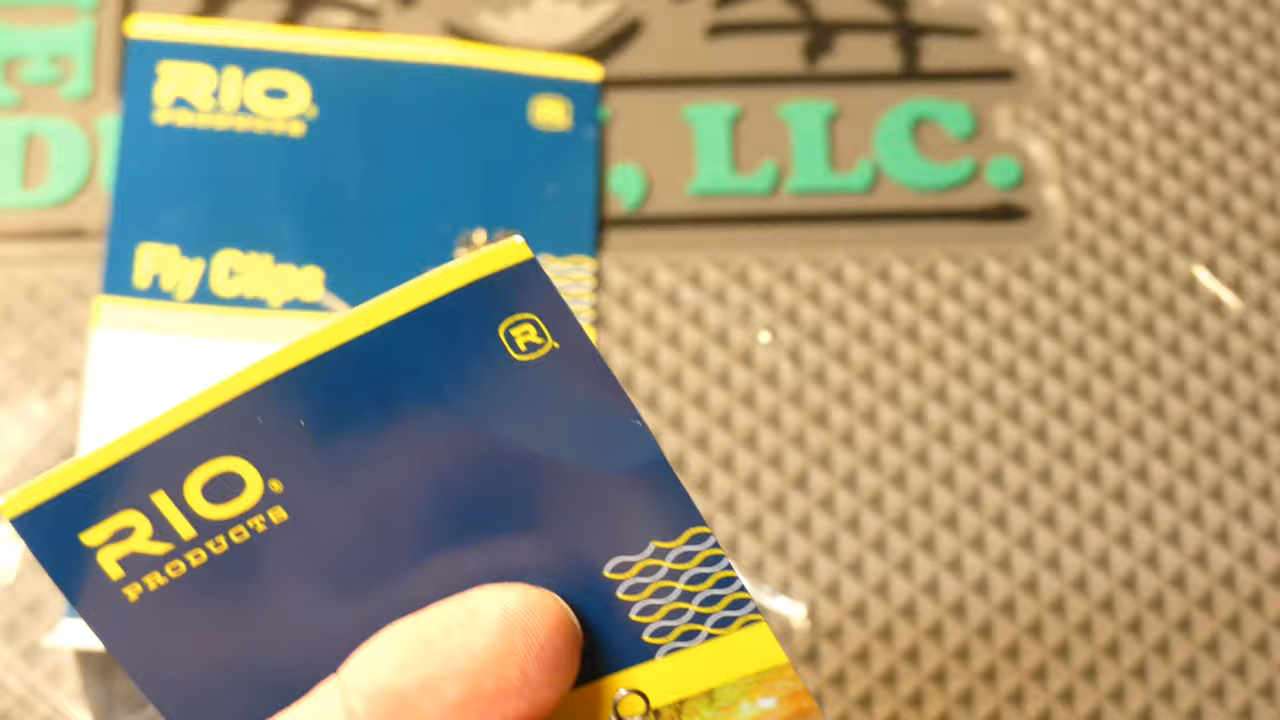 RIO®
PRODUCTS
R
Fly Clips
, LLC.
RIO®
PRODUCTS
R